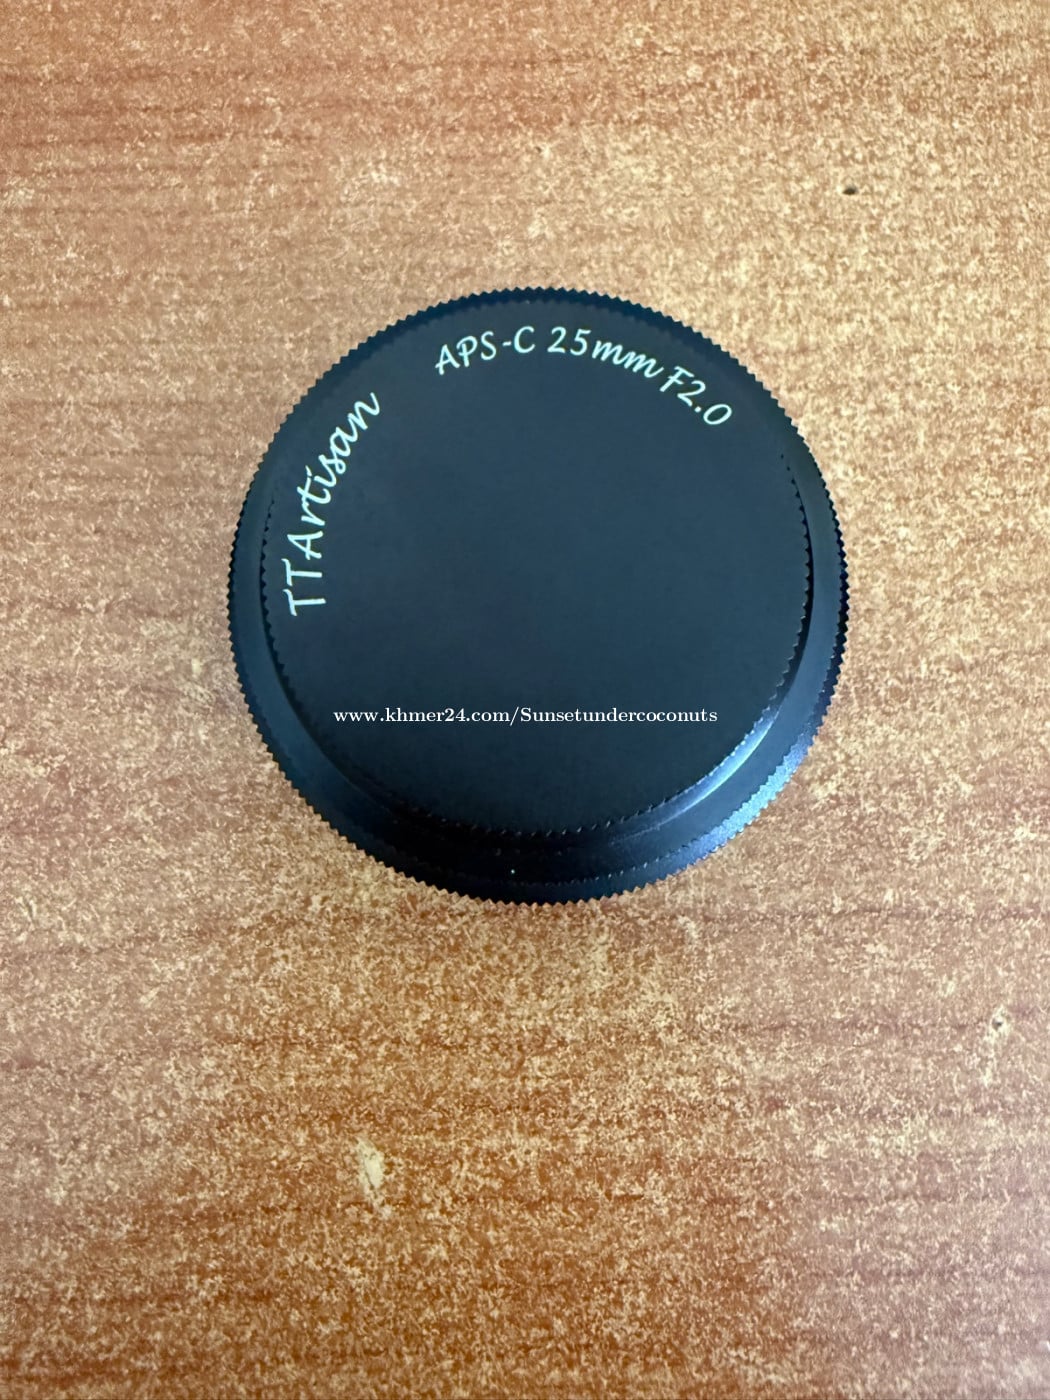 TTArtisan
APS-C 25mm F2.0
www.khmer24.com/Sunsetundercoconuts